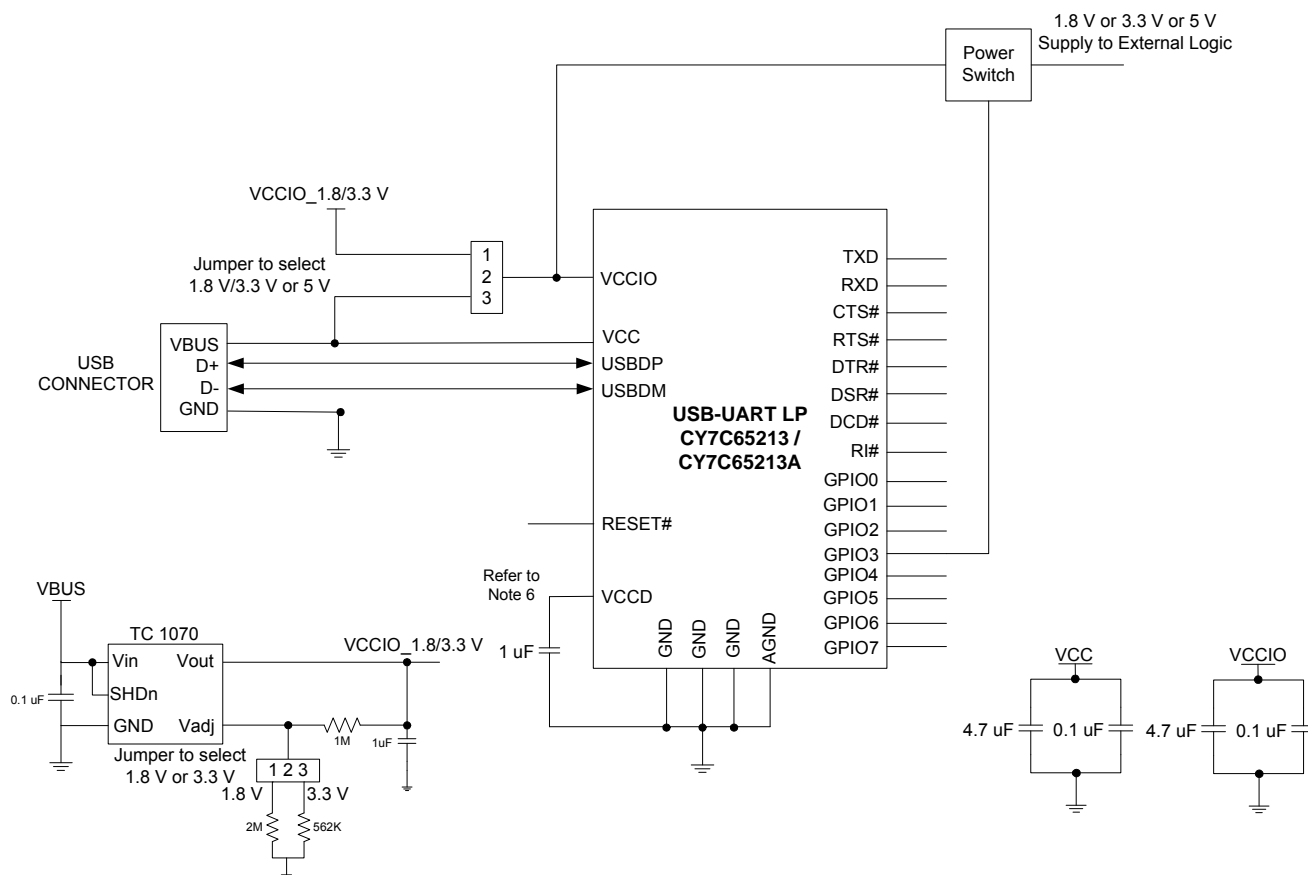 1.8 V or 3.3 V or 5 V
Supply to External Logic
Power
Switch
VCCIO_1.8/3.3 V
Jumper to select
1.8 V/3.3 V or 5 V
1
2
3
VCCIO
VCC
USBDP
USBDM
USB
CONNECTOR
VBUS
D+
D-
GND
USB-UART LP
CY7C65213 /
CY7C65213A
TXD
RXD
CTS#
RTS#
DTR#
DSR#
DCD#
RI#
GPIO0
GPIO1
GPIO2
GPIO3
GPIO4
GPIO5
GPIO6
GPIO7
RESET#
Refer to
Note 6
VCCD
1 uF
GND
GND
GND
AGND
VBUS
TC 1070
Vin
Vout
SHDn
GND
Vadj
VCCIO_1.8/3.3 V
0.1 uF
1M
1uF
Jumper to select
1.8 V or 3.3 V
1 2 3
1.8 V
3.3 V
2M
562K
VCC
4.7 uF
0.1 uF
VCCIO
4.7 uF
0.1 uF